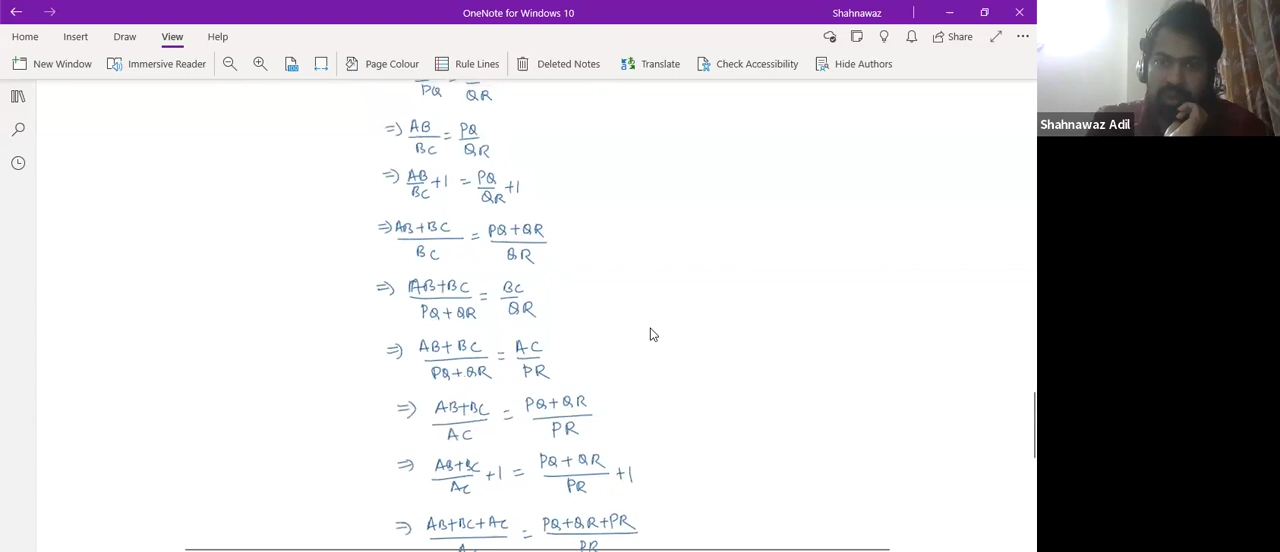 OneNote for Windows 10
Shahnawaz
Home Insert Draw View Help
Share
New Window Immersive Reader Page Colour Rule Lines Deleted Notes Translate Check Accessibility Hide Authors
Shahnawaz Adil
PQ = QR
=> AB/BC = PQ/QR
=> AB/BC +1 = PQ/QR +1
=> AB+BC/BC = PQ+QR/QR
=> AB+BC/PQ+QR = BC/QR
=> AB+BC/PQ+QR = AC/PR
=> AB+BC/AC = PQ+QR/PR
=> AB+BC/AC +1 = PQ+QR/PR +1
=> AB+BC+AC/AC = PQ+QR+PR/PR